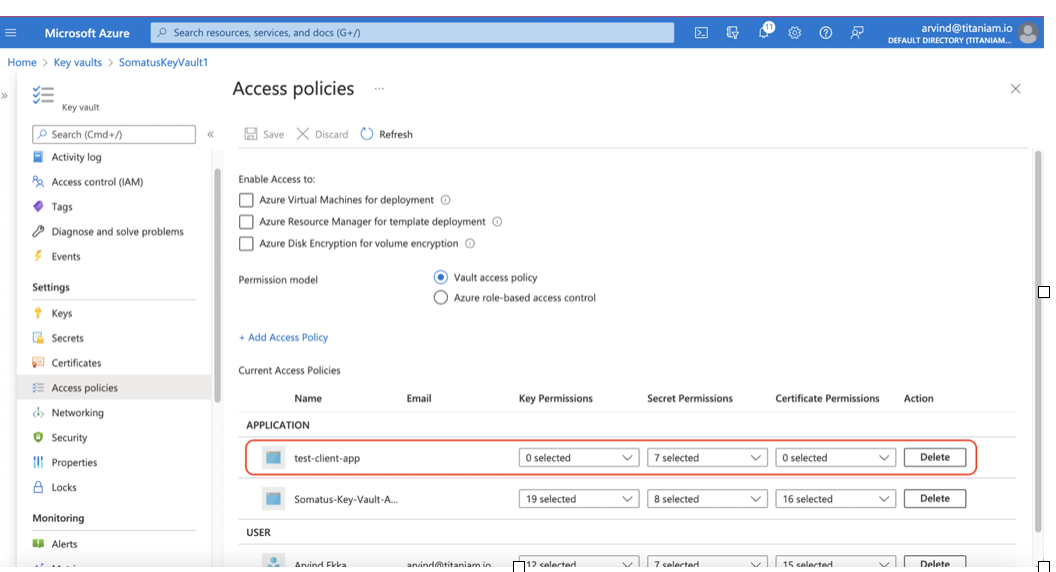 Microsoft Azure
Search resources, services, and docs (G+/)
11
arvind@titaniam.io
DEFAULT DIRECTORY (TITANIAM...
Home > Key vaults > SomatusKeyVault1
»
Access policies ...
Key vault
Search (Cmd+/)
«
Save
Discard
Refresh
Activity log
Access control (IAM)
Tags
Diagnose and solve problems
Events
Settings
Keys
Secrets
Certificates
Access policies
Networking
Security
Properties
Locks
Monitoring
Alerts
Enable Access to:
Azure Virtual Machines for deployment
Azure Resource Manager for template deployment
Azure Disk Encryption for volume encryption
Permission model
Vault access policy
Azure role-based access control
+ Add Access Policy
Current Access Policies
Name Email Key Permissions Secret Permissions Certificate Permissions Action
APPLICATION
test-client-app 0 selected 7 selected 0 selected Delete
Somatus-Key-Vault-A... 19 selected 8 selected 16 selected Delete
USER
Arvind Ekka arvind@titaniam.io 12 selected 7 selected 15 selected Delete